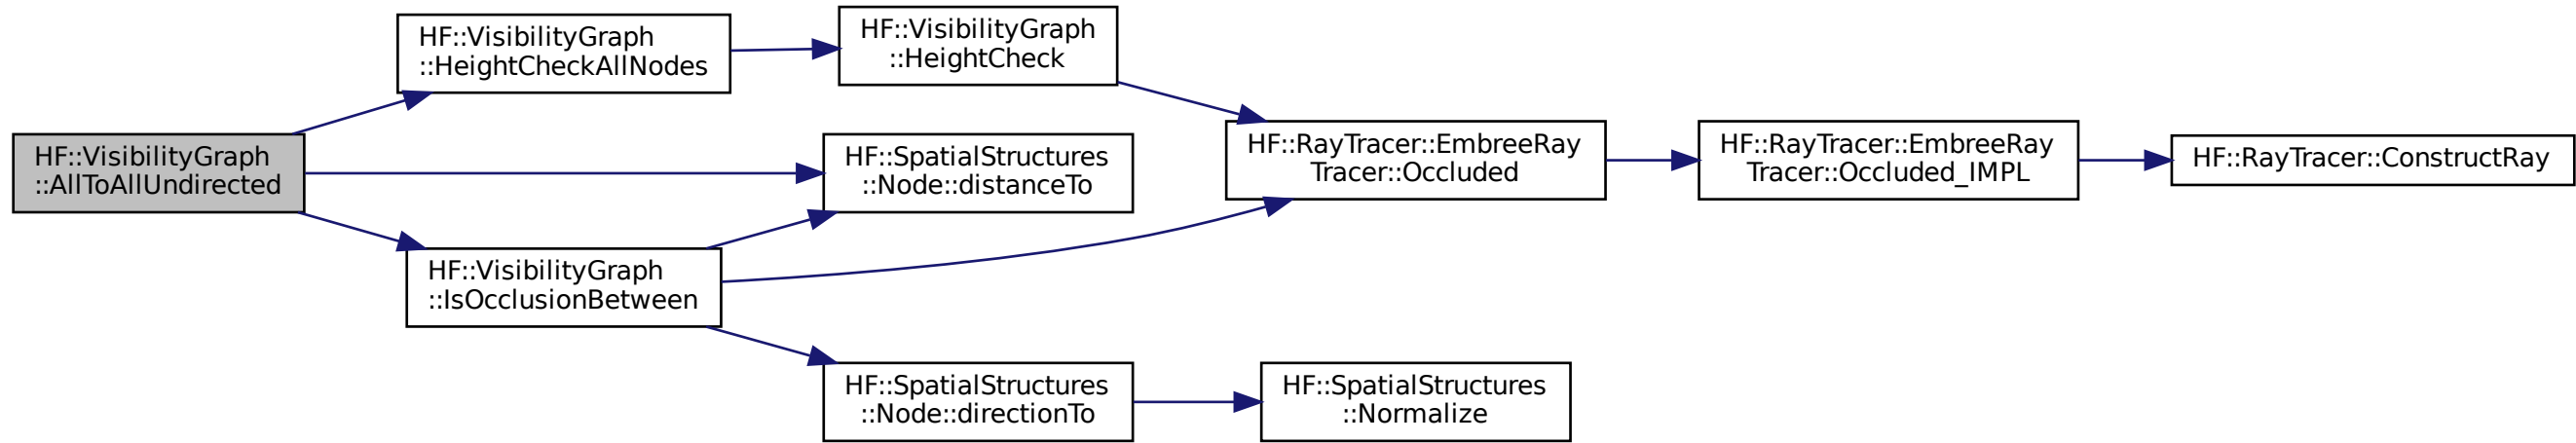 HF::VisibilityGraph
::AllToAllUndirected
HF::VisibilityGraph
::HeightCheckAllNodes
HF::VisibilityGraph
::HeightCheck
HF::SpatialStructures
::Node::distanceTo
HF::VisibilityGraph
::IsOcclusionBetween
HF::SpatialStructures
::Node::directionTo
HF::RayTracer::EmbreeRay
Tracer::Occluded
HF::SpatialStructures
::Normalize
HF::RayTracer::EmbreeRay
Tracer::Occluded_IMPL
HF::RayTracer::ConstructRay